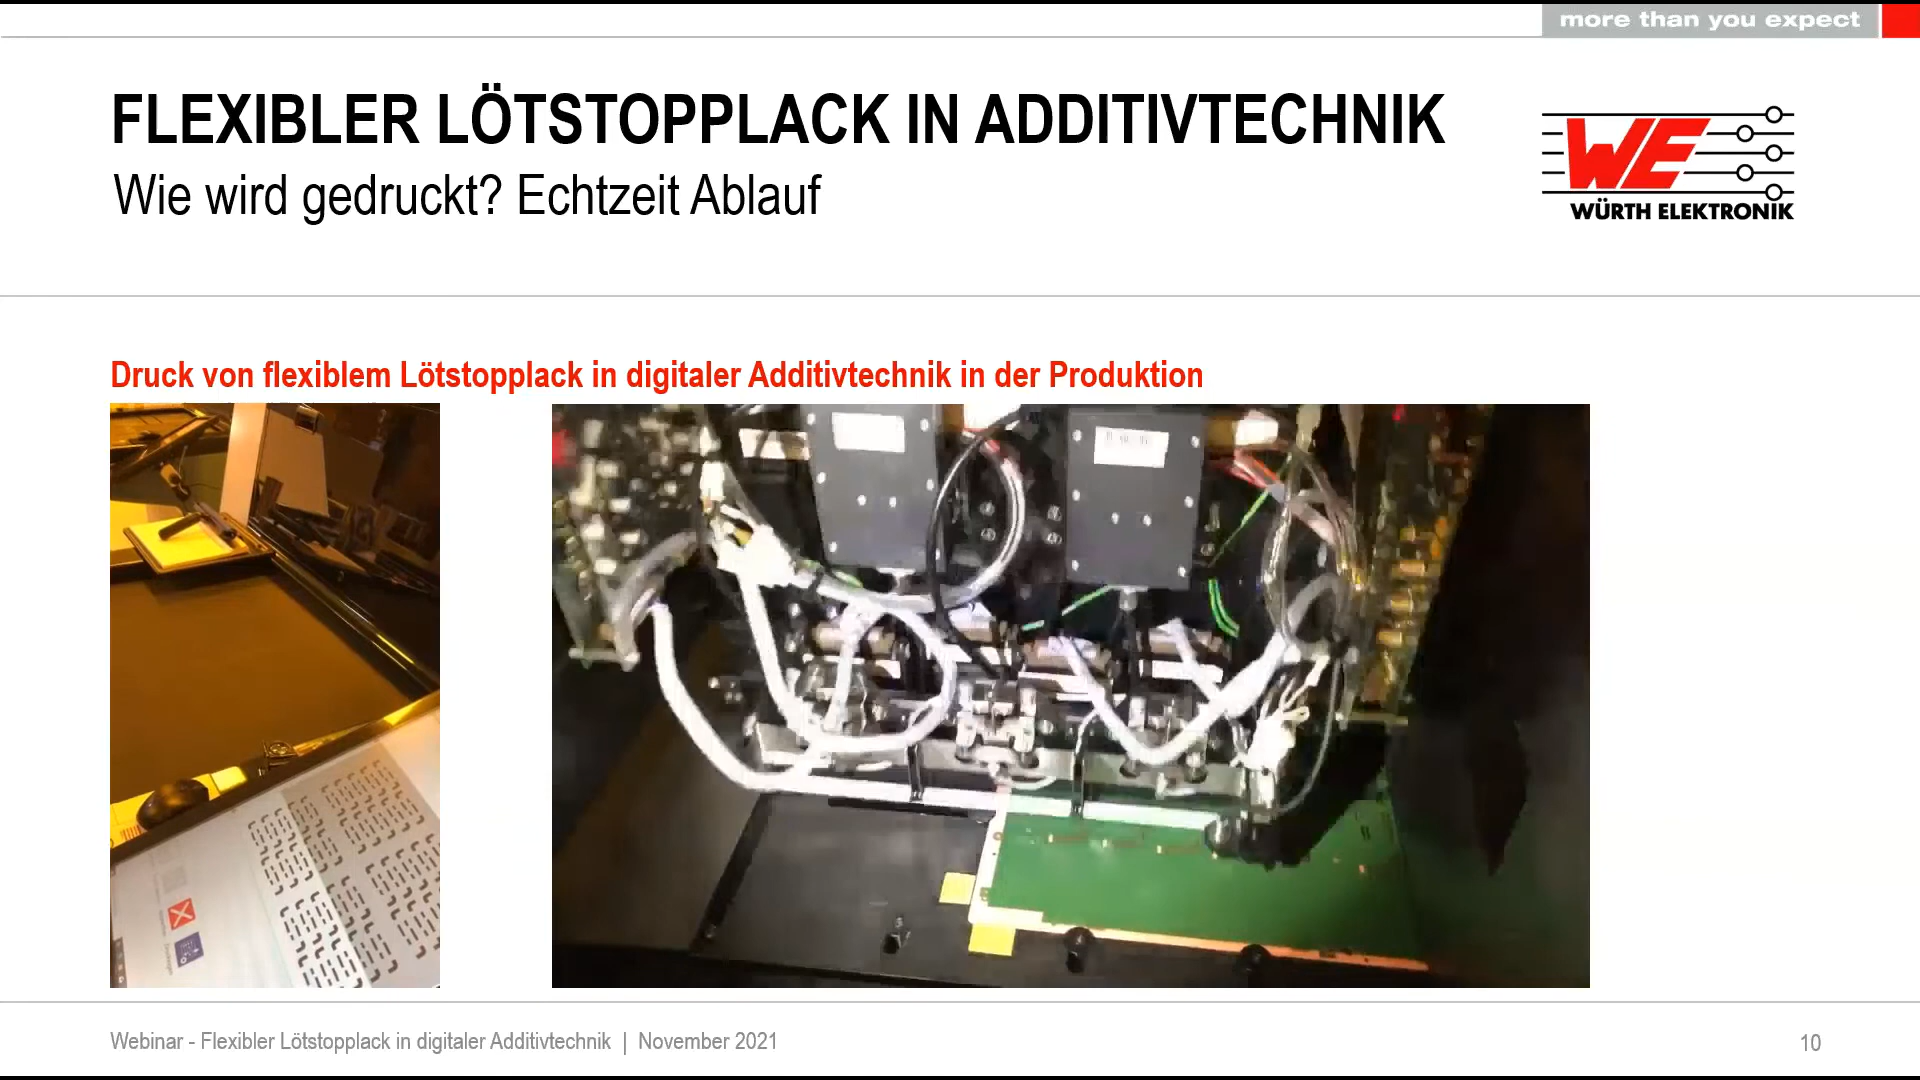 more than you expect
FLEXIBLER LÖTSTOPPLACK IN ADDITIVTECHNIK
Wie wird gedruckt? Echtzeit Ablauf
WE
WÜRTH ELEKTRONIK
Druck von flexiblem Lötstopplack in digitaler Additivtechnik in der Produktion
Webinar - Flexibler Lötstopplack in digitaler Additivtechnik | November 2021
10